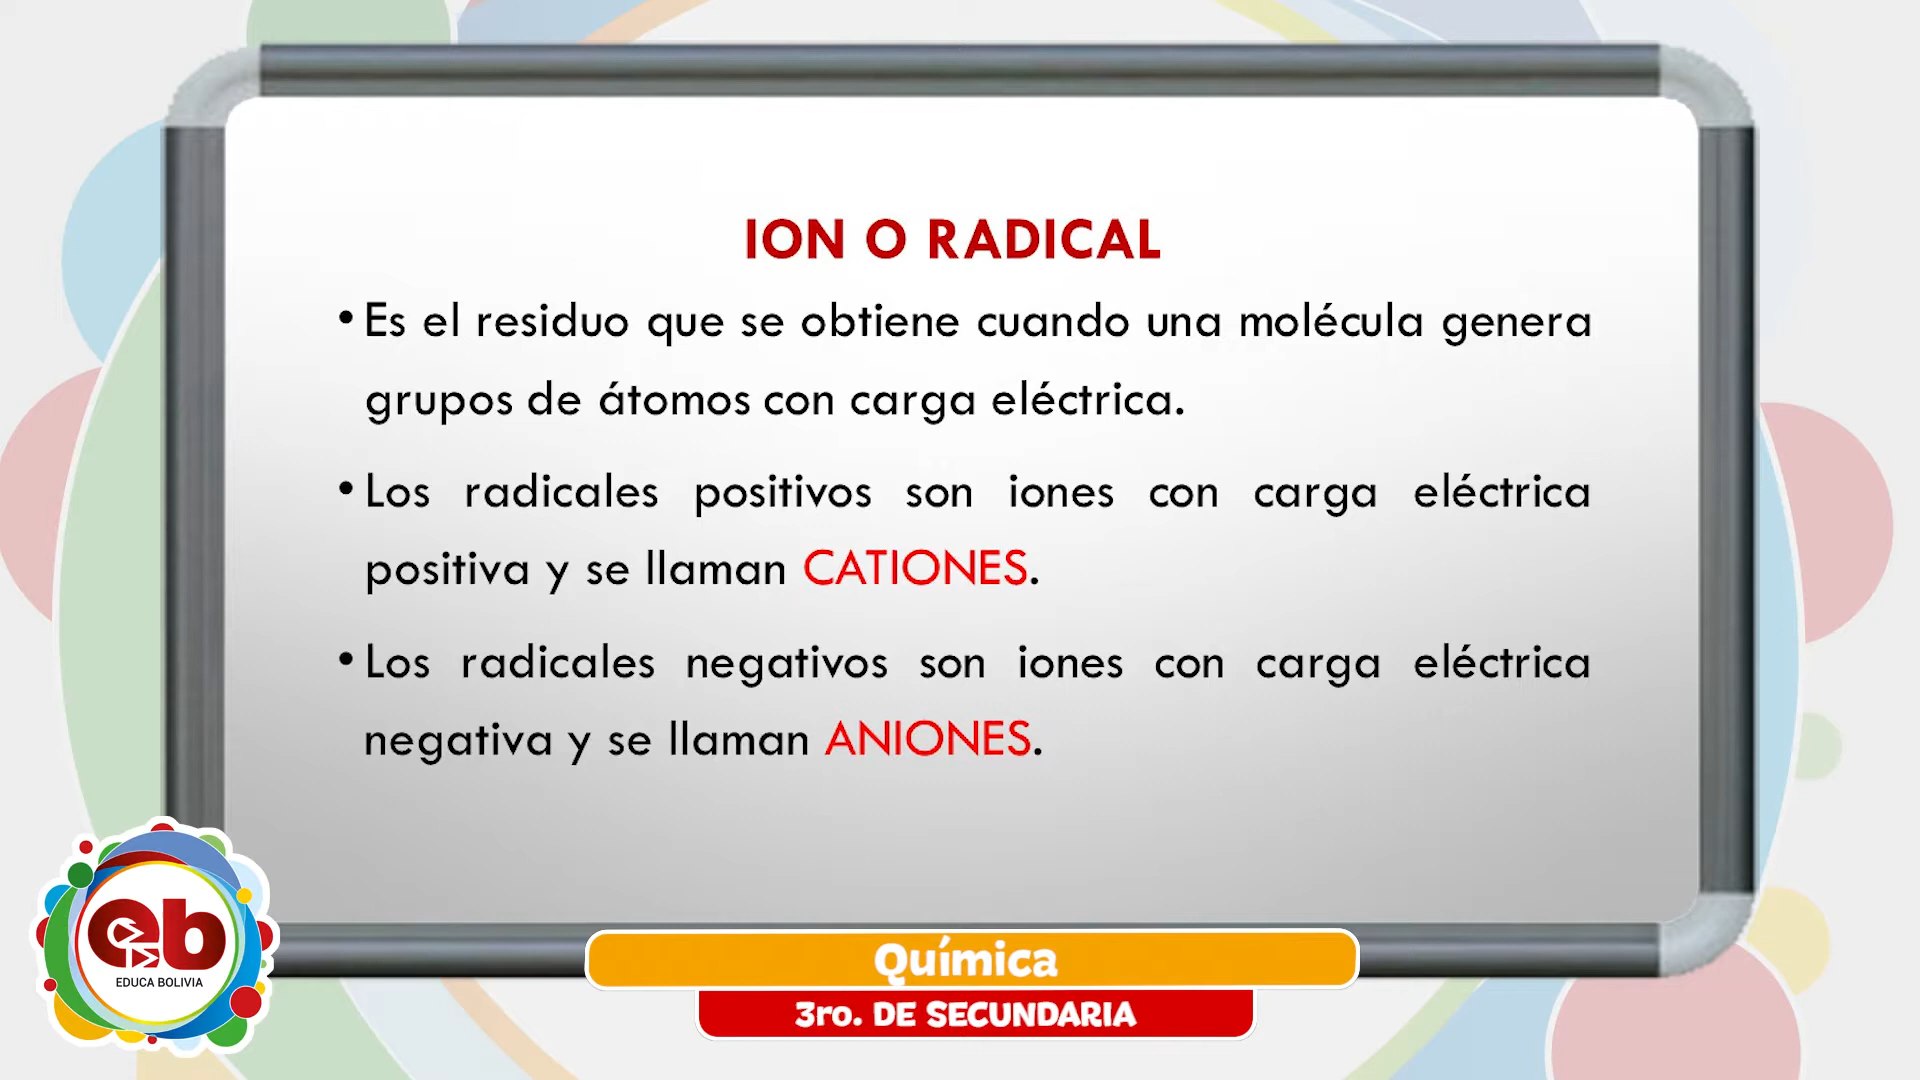 ION O RADICAL
• Es el residuo que se obtiene cuando una molécula genera
grupos de átomos con carga eléctrica.
• Los radicales positivos son iones con carga eléctrica
positiva y se llaman CATIONES.
• Los radicales negativos son iones con carga eléctrica
negativa y se llaman ANIONES.
eb
EDUCA BOLIVIA
Química
3ro. DE SECUNDARIA